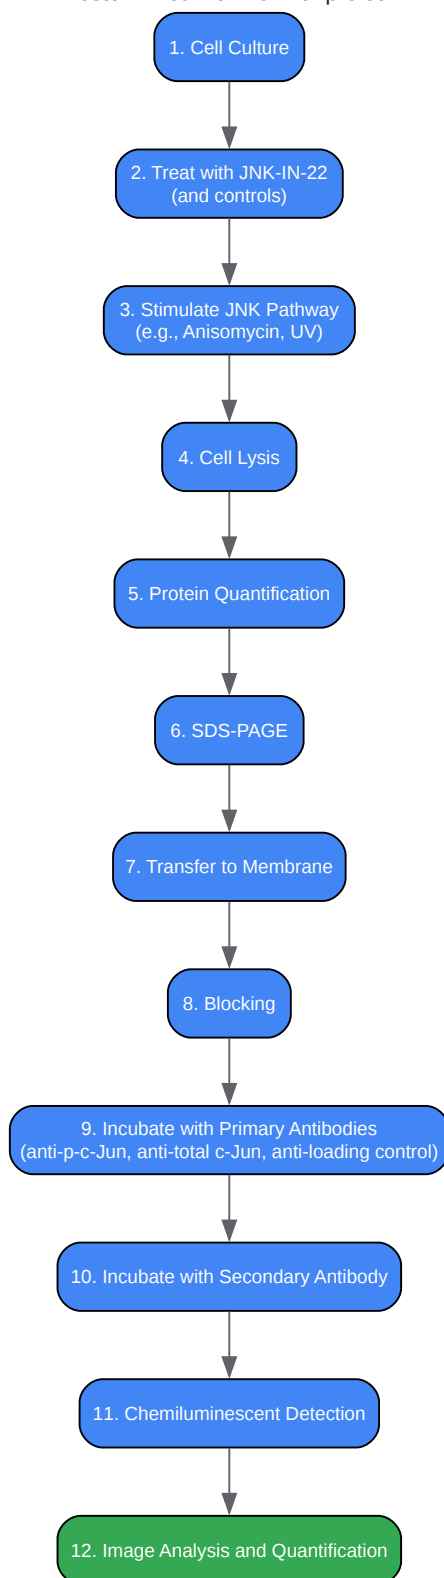 1. Cell Culture
2. Treat with JNK-IN-22
(and controls)
3. Stimulate JNK Pathway
(e.g., Anisomycin, UV)
4. Cell Lysis
5. Protein Quantification
6. SDS-PAGE
7. Transfer to Membrane
8. Blocking
9. Incubate with Primary Antibodies
(anti-p-c-Jun, anti-total c-Jun, anti-loading control)
10. Incubate with Secondary Antibody
11. Chemiluminescent Detection
12. Image Analysis and Quantification